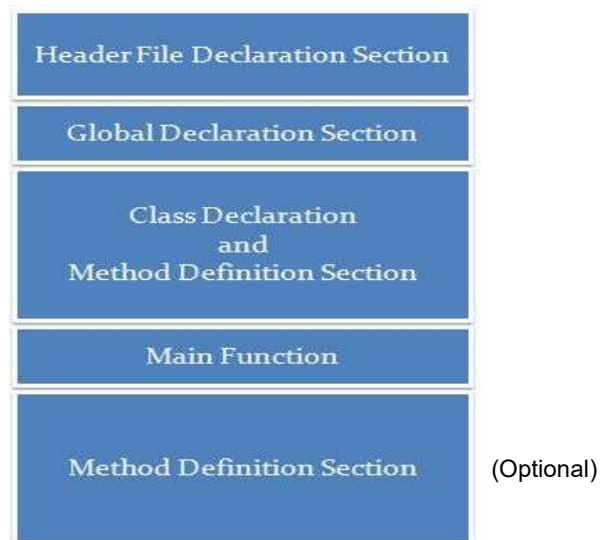 Header File Declaration Section
Global Declaration Section
Class Declaration
and
Method Definition Section
Main Function
Method Definition Section
(Optional)